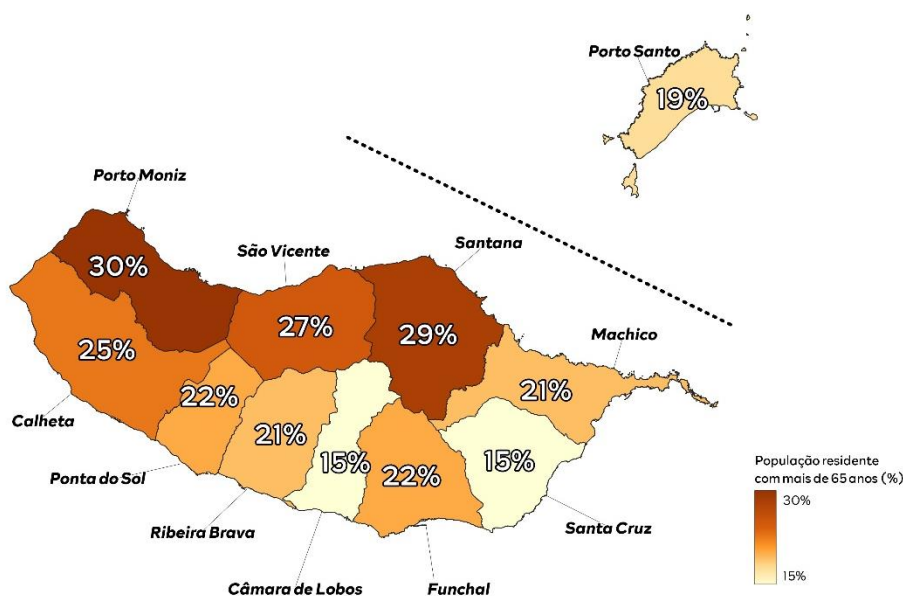 Porto Santo
19%
Porto Moniz
São Vicente
Santana
30%
27%
29%
Machico
25%
22%
21%
21%
Calheta
15%
22%
15%
Ponta do Sol
Ribeira Brava
Santa Cruz
Câmara de Lobos
Funchal
População residente
com mais de 65 anos (%)
30%
15%